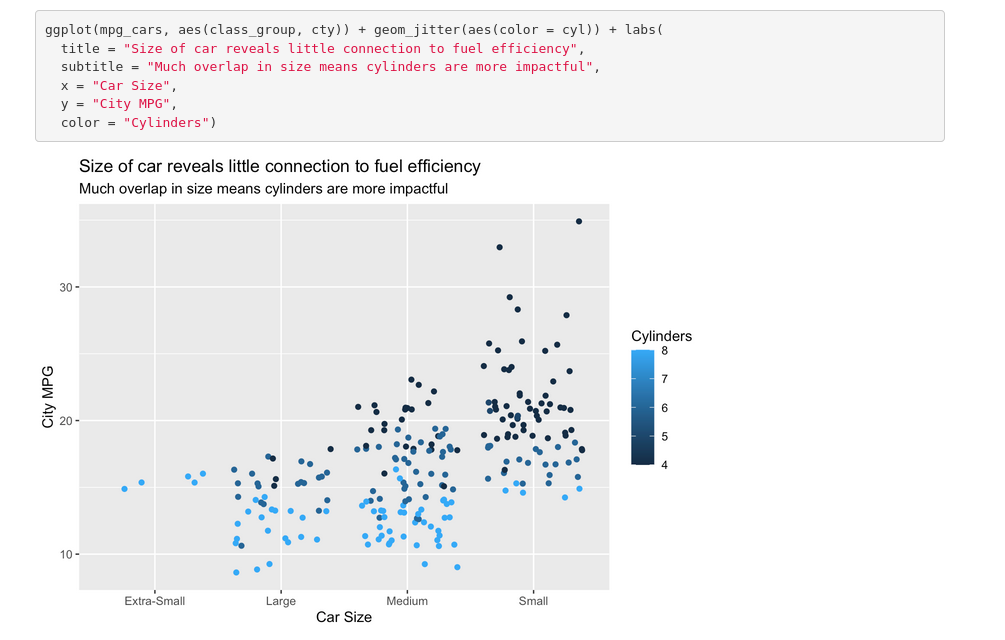 ggplot(mpg_cars, aes(class_group, cty)) + geom_jitter(aes(color = cyl)) + labs(
  title = "Size of car reveals little connection to fuel efficiency",
  subtitle = "Much overlap in size means cylinders are more impactful",
  x = "Car Size",
  y = "City MPG",
  color = "Cylinders")
Size of car reveals little connection to fuel efficiency
Much overlap in size means cylinders are more impactful
City MPG
30
20
10
Extra-Small Large Medium Small
Car Size
Cylinders
8
7
6
5
4